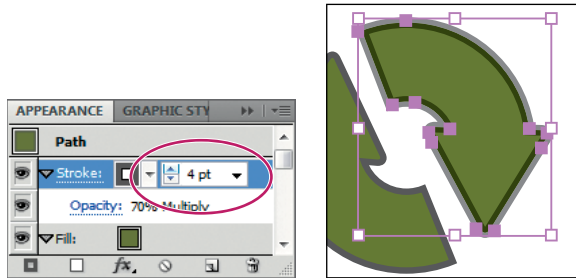 APPEARANCE GRAPHIC STY
Path
Stroke: 4 pt
Opacity: 70% Multiply
Fill:
fx.